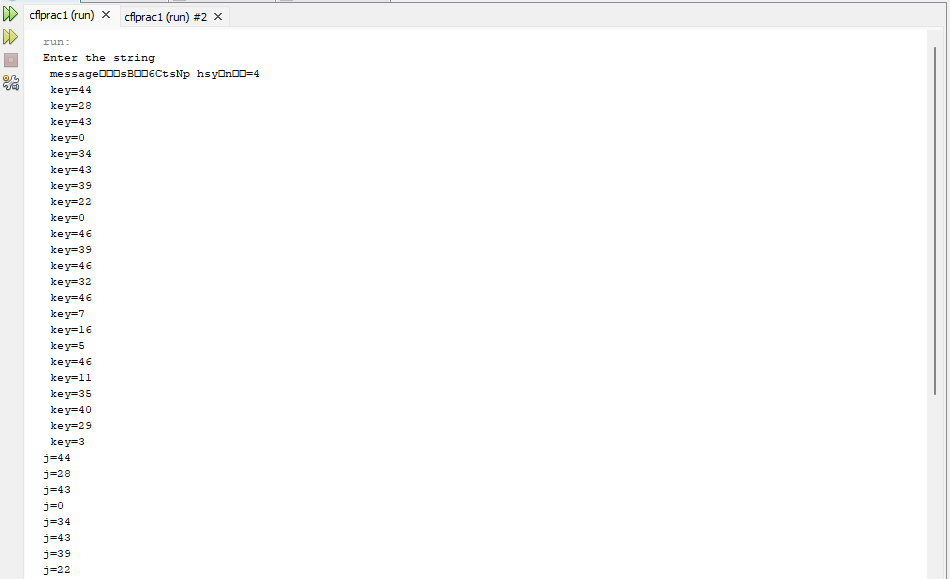 cflprac1 (run) × cflprac1 (run) #2 ×
run:
Enter the string
message□□□sB□□6CtsNp hsy□n□□=4
key=44
key=28
key=43
key=0
key=34
key=43
key=39
key=22
key=0
key=46
key=39
key=46
key=32
key=46
key=7
key=16
key=5
key=46
key=11
key=35
key=40
key=29
key=3
j=44
j=28
j=43
j=0
j=34
j=43
j=39
j=22